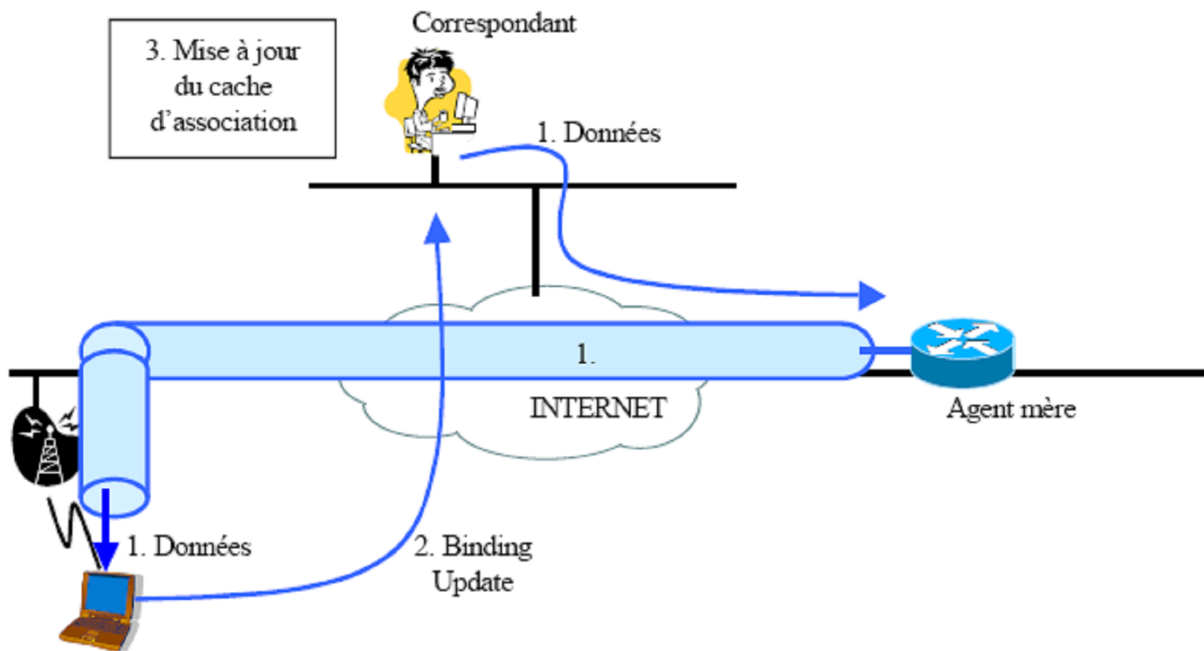 Correspondant
3. Mise à jour
du cache
d’association
1. Données
1.
INTERNET
Agent mère
1. Données
2. Binding
Update